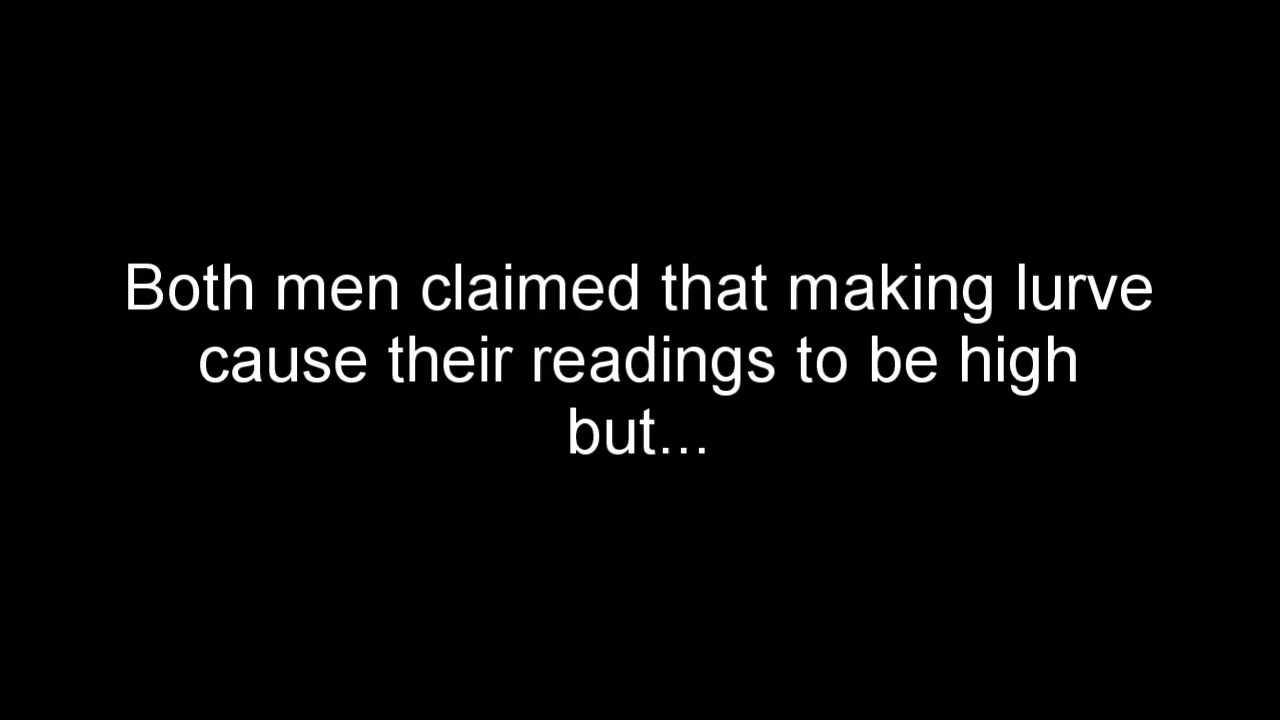 Both men claimed that making lurve
cause their readings to be high
but...